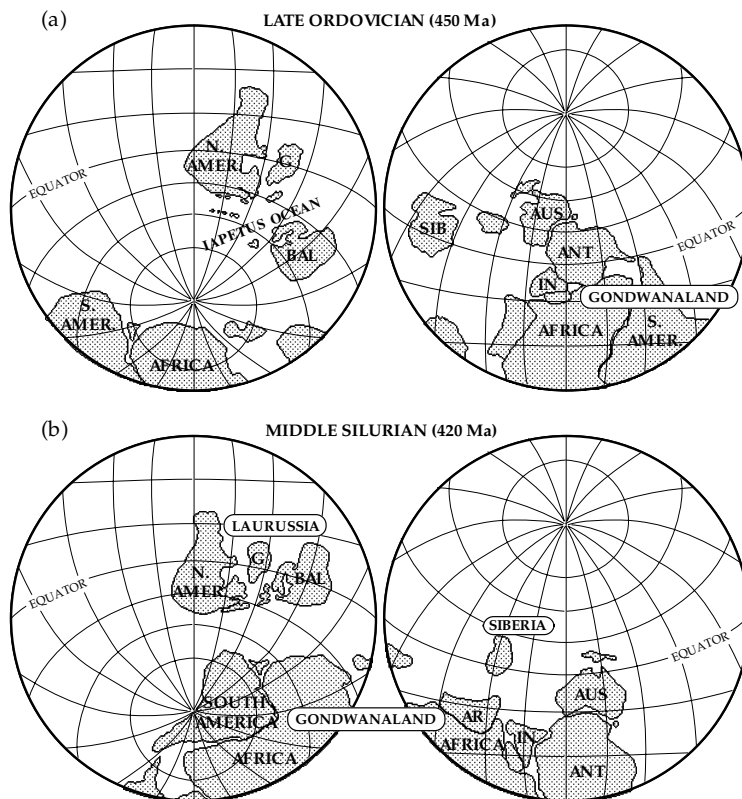 (a)
LATE ORDOVICIAN (450 Ma)
N.
AMER.
G
EQUATOR
IAPETUS OCEAN
BAL
S.
AMER.
AFRICA
SIB
AUS
ANT
EQUATOR
IN
GONDWANALAND
AFRICA
S.
AMER.
(b)
MIDDLE SILURIAN (420 Ma)
LAURUSSIA
G
N.
AMER.
BAL
EQUATOR
SOUTH
AMERICA
GONDWANALAND
AFRICA
SIBERIA
EQUATOR
AUS
AR
AFRICA
IN
ANT